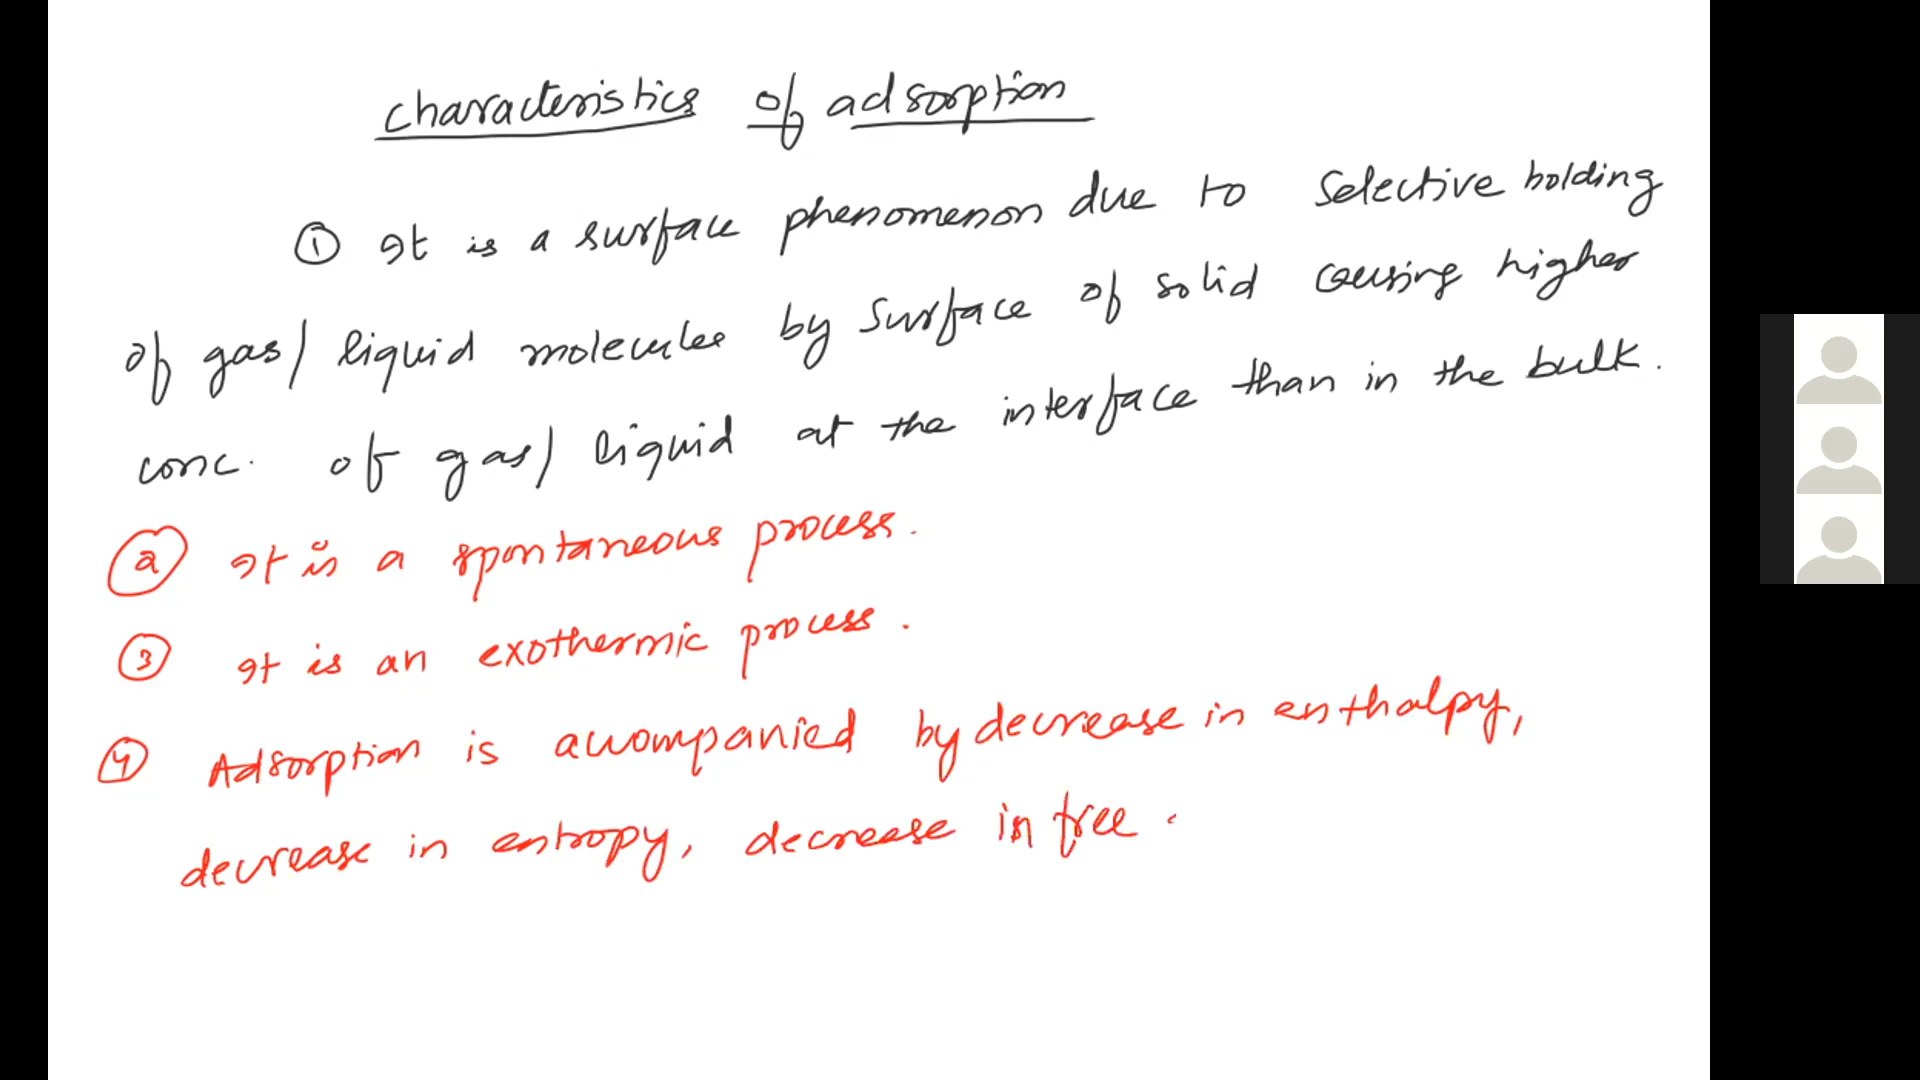 characteristics of adsorption
① It is a surface phenomenon due to selective holding
of gas/ liquid molecules by surface of solid causing higher
conc. of gas/ liquid at the interface than in the bulk.
② It is a spontaneous process.
③ It is an exothermic process.
④ Adsorption is accompanied by decrease in enthalpy,
decrease in entropy, decrease in free